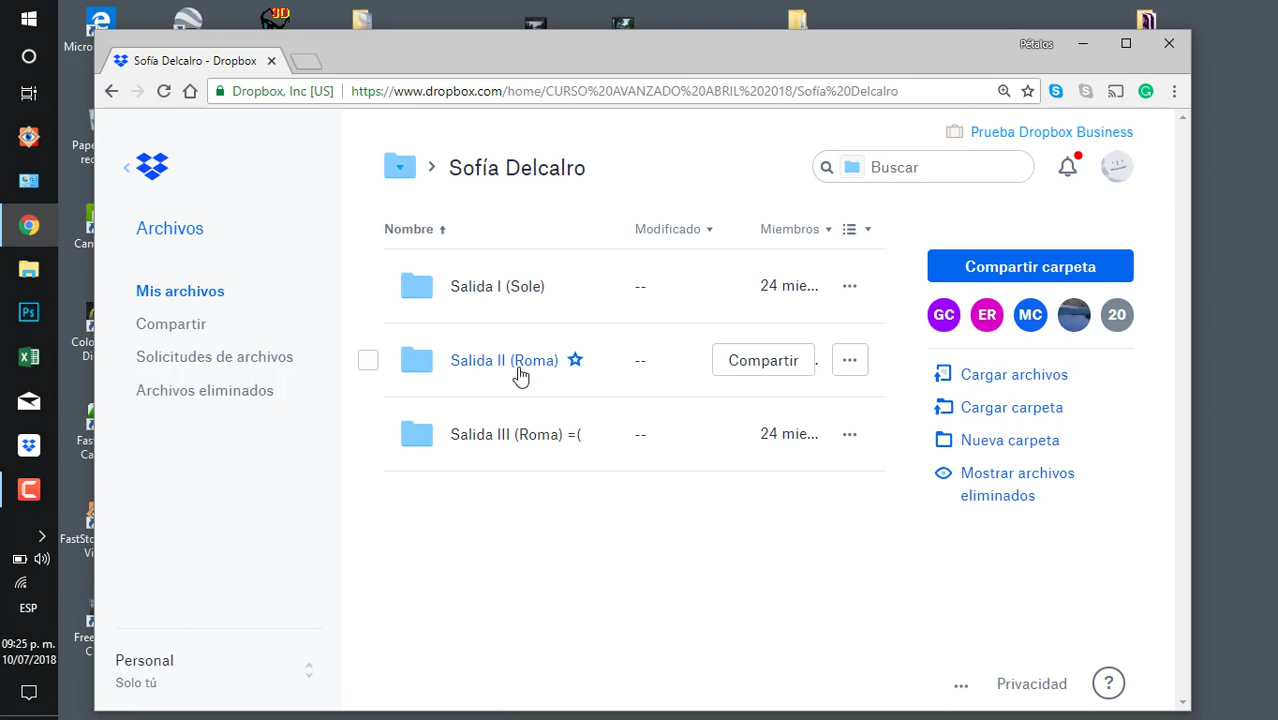 Pétalos
Sofía Delcalro - Dropbox
Dropbox, Inc [US]
https://www.dropbox.com/home/CURSO%20AVANZADO%20ABRIL%202018/Sofía%20Delcalro
Prueba Dropbox Business
Sofía Delcalro
Buscar
Archivos
Mis archivos
Compartir
Solicitudes de archivos
Archivos eliminados
Personal
Solo tú
Nombre Modificado Miembros
Salida I (Sole) -- 24 mie...
Salida II (Roma) -- Compartir
Salida III (Roma) =( -- 24 mie...
Compartir carpeta
GC ER MC 20
Cargar archivos
Cargar carpeta
Nueva carpeta
Mostrar archivos
eliminados
Privacidad
?
3D
Ps
ESP
09:25 p. m.
10/07/2018